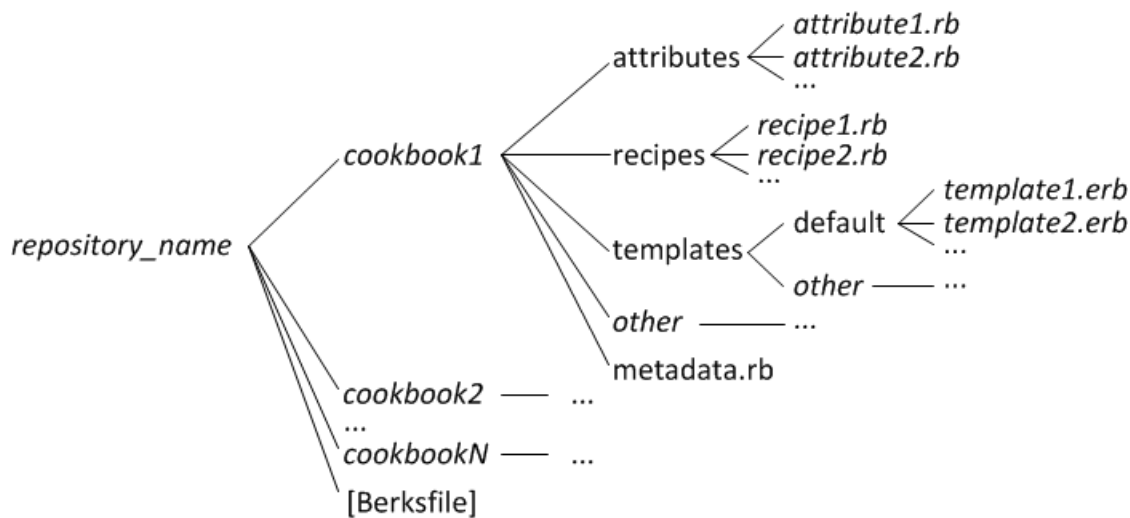 attribute1.rb
attributes
attribute2.rb
...
recipe1.rb
cookbook1
recipes
recipe2.rb
...
template1.erb
default
template2.erb
repository_name
templates
...
other
...
other
...
metadata.rb
cookbook2
...
...
cookbookN
...
[Berksfile]